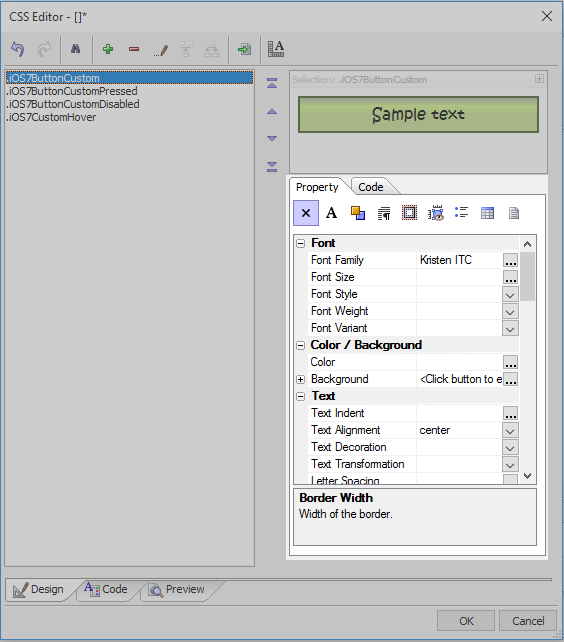 CSS Editor - []*
.iOS7ButtonCustom
.iOS7ButtonCustomPressed
.iOS7ButtonCustomDisabled
.iOS7CustomHover
Selection: .iOS7ButtonCustom
Sample text
Property Code
Font
Font Family Kristen ITC
Font Size
Font Style
Font Weight
Font Variant
Color / Background
Color
Background <Click button to e
Text
Text Indent
Text Alignment center
Text Decoration
Text Transformation
Letter Spacing
Border Width
Width of the border.
Design Code Preview
OK Cancel